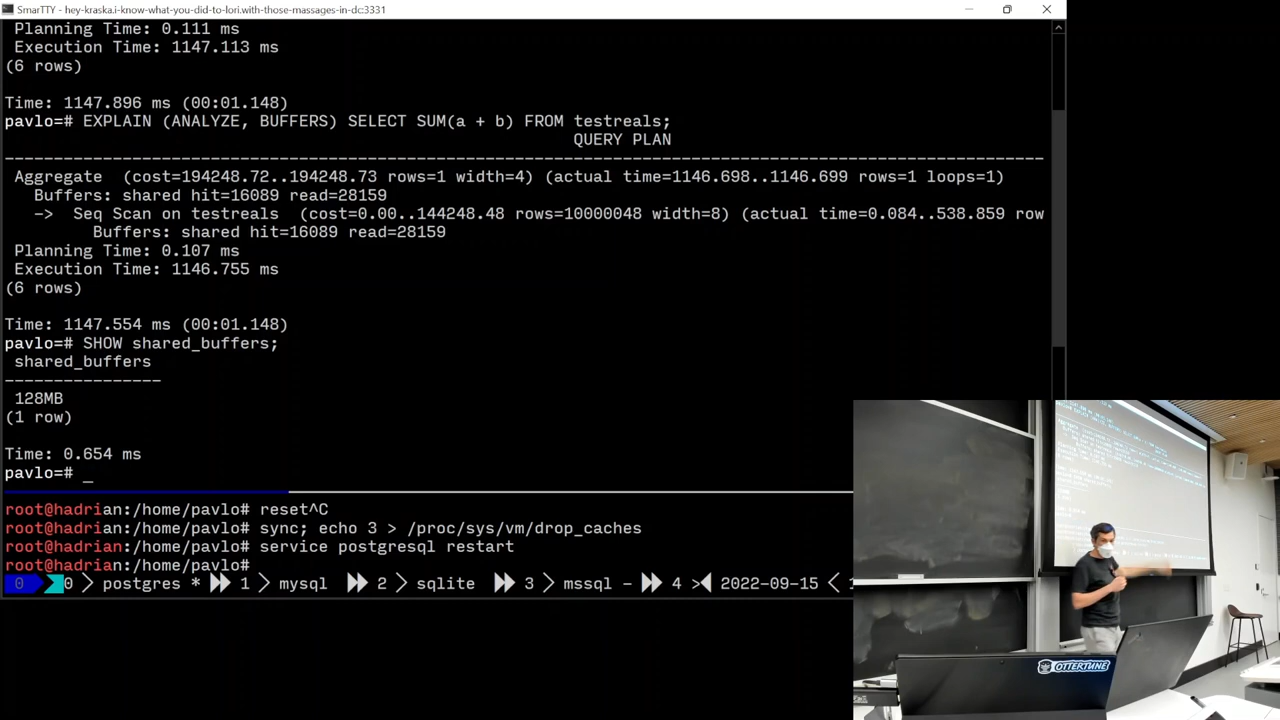 SmarTTY - hey-kraska.i-know-what-you-did-to-lori.with-those-massages-in-dc3331
Planning Time: 0.111 ms
Execution Time: 1147.113 ms
(6 rows)
Time: 1147.896 ms (00:01.148)
pavlo=# EXPLAIN (ANALYZE, BUFFERS) SELECT SUM(a + b) FROM testreals;
QUERY PLAN
Aggregate (cost=194248.72..194248.73 rows=1 width=4) (actual time=1146.698..1146.699 rows=1 loops=1)
Buffers: shared hit=16089 read=28159
-> Seq Scan on testreals (cost=0.00..144248.48 rows=10000048 width=8) (actual time=0.084..538.859 row
Buffers: shared hit=16089 read=28159
Planning Time: 0.107 ms
Execution Time: 1146.755 ms
(6 rows)
Time: 1147.554 ms (00:01.148)
pavlo=# SHOW shared_buffers;
shared_buffers
----------------
128MB
(1 row)
Time: 0.654 ms
pavlo=# _
root@hadrian:/home/pavlo# reset^C
root@hadrian:/home/pavlo# sync; echo 3 > /proc/sys/vm/drop_caches
root@hadrian:/home/pavlo# service postgresql restart
root@hadrian:/home/pavlo#
0 0 > postgres * 1 > mysql 2 > sqlite 3 > mssql - 4 > 2022-09-15 <
OTTERTUNE